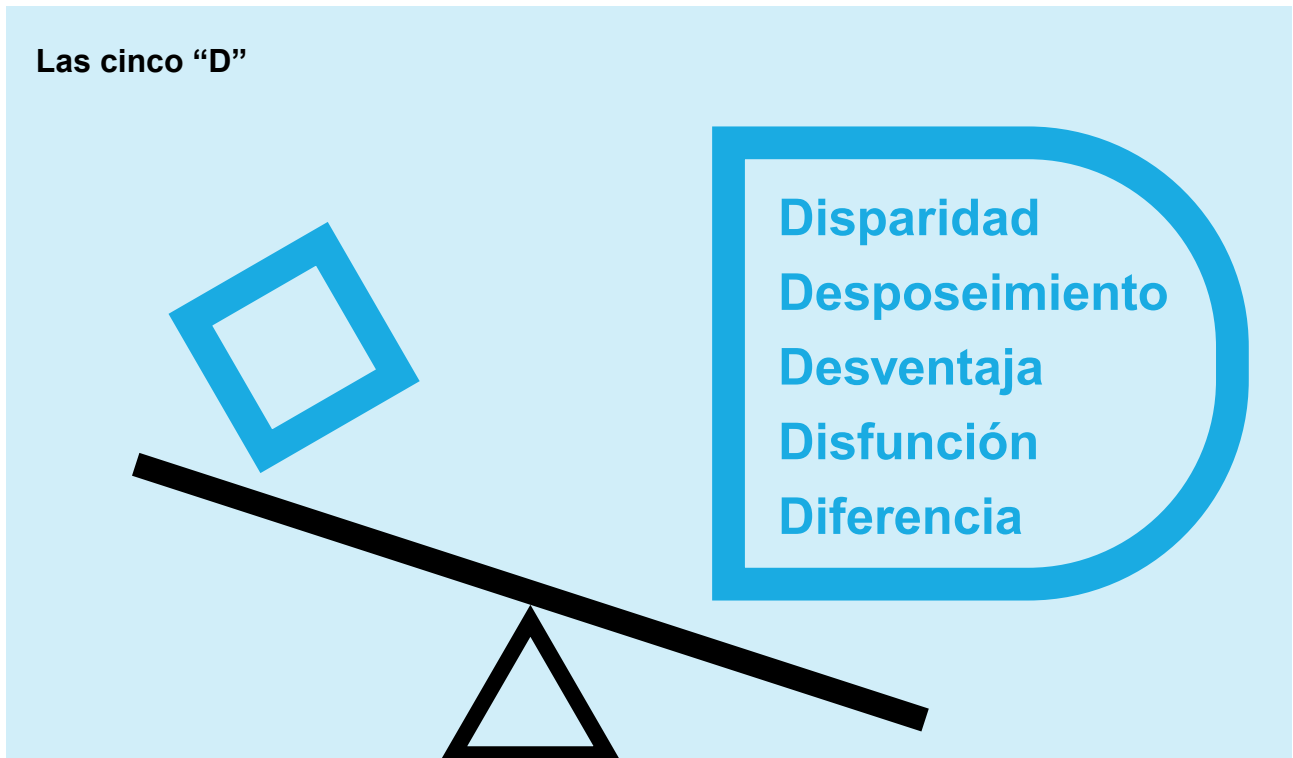 Las cinco “D”
Disparidad
Desposeimiento
Desventaja
Disfunción
Diferencia